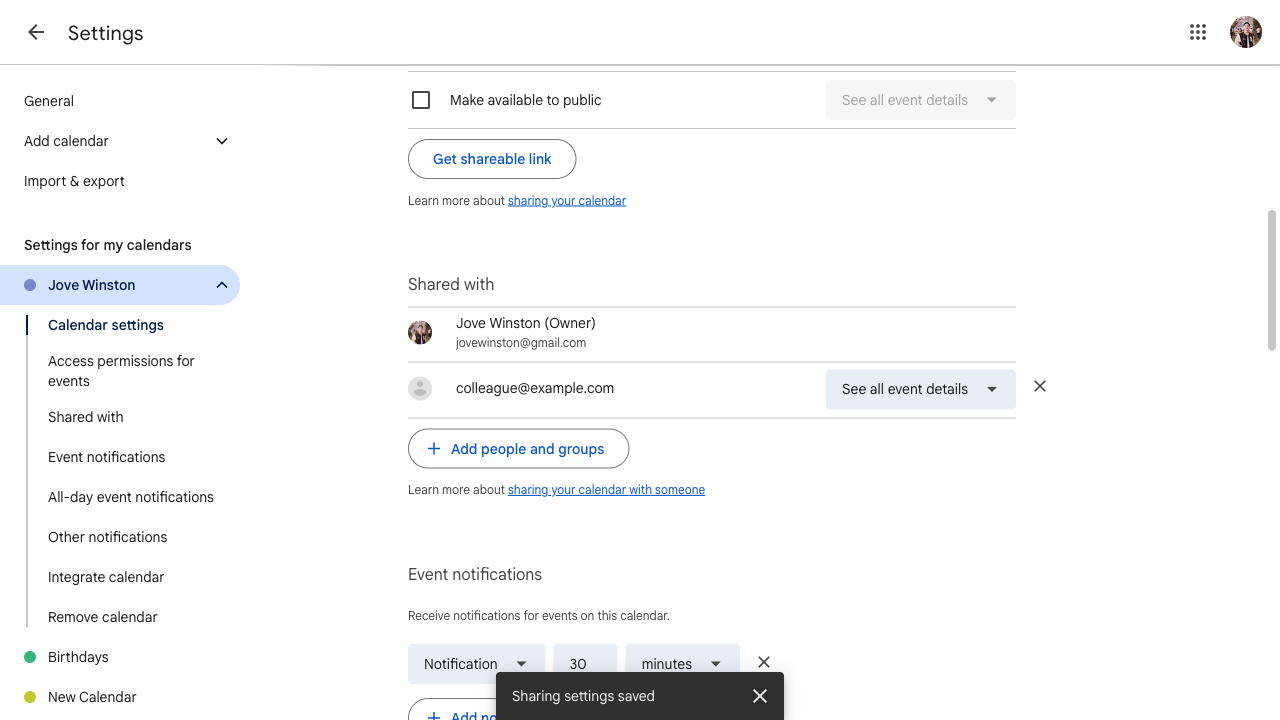 Settings
General
Add calendar
Import & export
Settings for my calendars
Jove Winston
Calendar settings
Access permissions for
events
Shared with
Event notifications
All-day event notifications
Other notifications
Integrate calendar
Remove calendar
Birthdays
New Calendar
Make available to public
See all event details
Get shareable link
Learn more about sharing your calendar
Shared with
Jove Winston (Owner)
jovewinston@gmail.com
colleague@example.com
See all event details
Add people and groups
Learn more about sharing your calendar with someone
Event notifications
Receive notifications for events on this calendar.
Notification 30 minutes
Add
Sharing settings saved